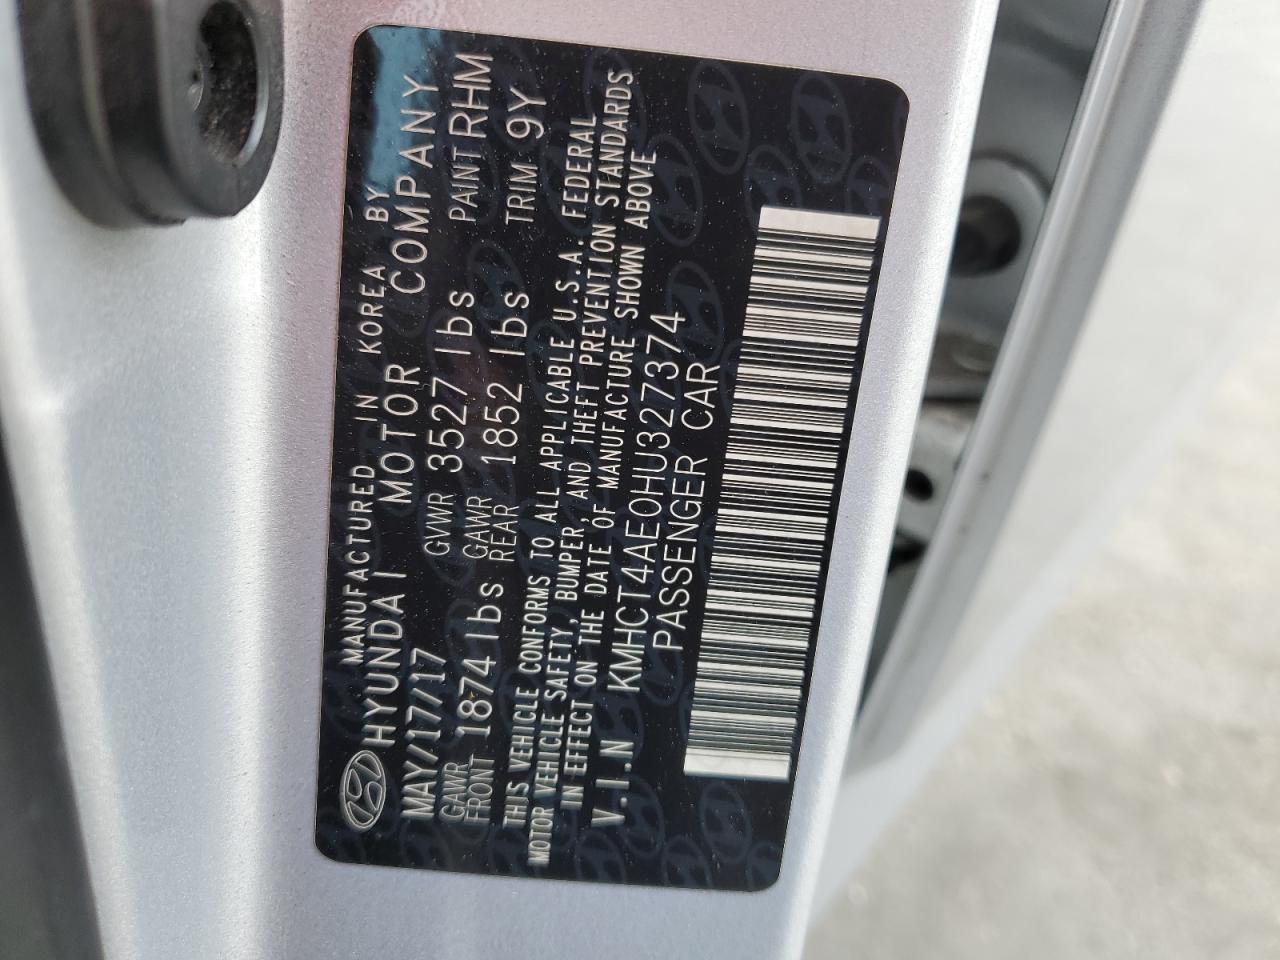 MANUFACTURED IN KOREA BY
HYUNDAI MOTOR COMPANY
MAY/17/17 GVWR 3527 lbs PAINT RHM
GAWR FRONT 1874 lbs GAWR REAR 1852 lbs TRIM 9Y
THIS VEHICLE CONFORMS TO ALL APPLICABLE U.S.A. FEDERAL
MOTOR VEHICLE SAFETY, BUMPER, AND THEFT PREVENTION STANDARDS
IN EFFECT ON THE DATE OF MANUFACTURE SHOWN ABOVE
V.I.N KMHCT4AE0HU327374
PASSENGER CAR